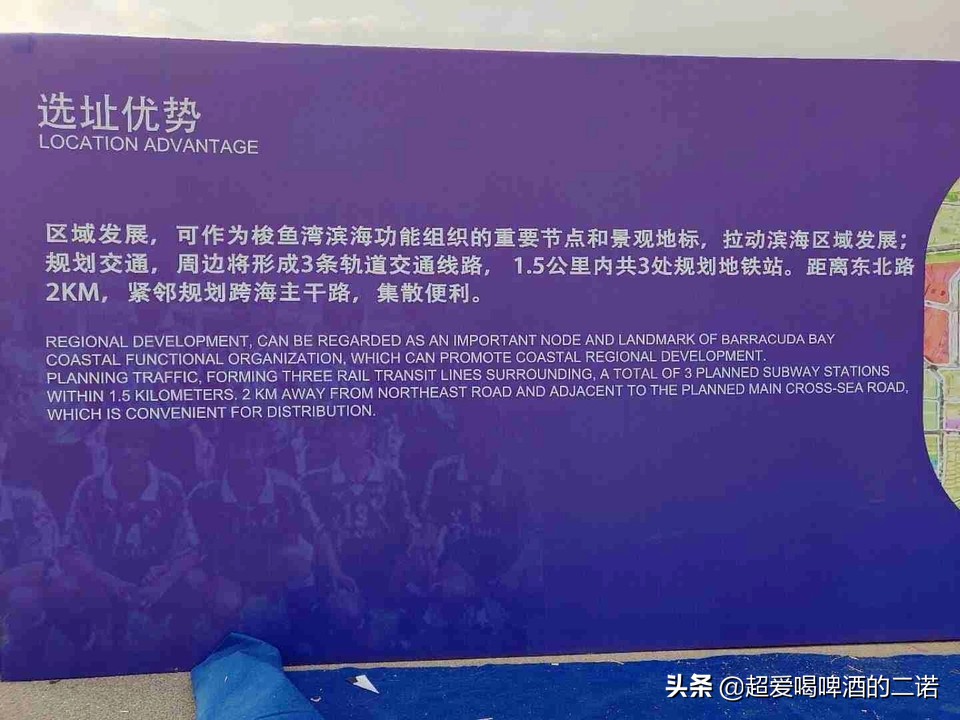 选址优势
LOCATION ADVANTAGE
区域发展，可作为梭鱼湾滨海功能组织的重要节点和景观地标，拉动滨海区域发展；
规划交通，周边将形成3条轨道交通线路，1.5公里内共3处规划地铁站。距离东北路
2KM，紧邻规划跨海主干路，集散便利。
REGIONAL DEVELOPMENT, CAN BE REGARDED AS AN IMPORTANT NODE AND LANDMARK OF BARRACUDA BAY
COASTAL FUNCTIONAL ORGANIZATION, WHICH CAN PROMOTE COASTAL REGIONAL DEVELOPMENT.
PLANNING TRAFFIC, FORMING THREE RAIL TRANSIT LINES SURROUNDING, A TOTAL OF 3 PLANNED SUBWAY STATIONS
WITHIN 1.5 KILOMETERS. 2 KM AWAY FROM NORTHEAST ROAD AND ADJACENT TO THE PLANNED MAIN CROSS-SEA ROAD,
WHICH IS CONVENIENT FOR DISTRIBUTION.
14
13
头条 @超爱喝啤酒的二诺